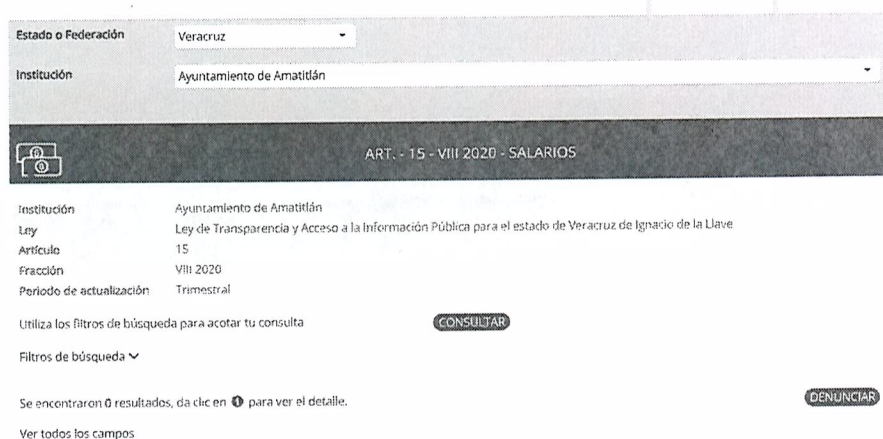 Estado o Federación Veracruz
Institución Ayuntamiento de Amatitlán
ART. - 15 - VIII 2020 - SALARIOS
Institución Ayuntamiento de Amatitlán
Ley Ley de Transparencia y Acceso a la Información Pública para el estado de Veracruz de Ignacio de la Llave
Artículo 15
Fracción VIII 2020
Periodo de actualización Trimestral
Utiliza los filtros de búsqueda para acotar tu consulta CONSULTAR
Filtros de búsqueda
Se encontraron 0 resultados, da clic en i para ver el detalle. DENUNCIAR
Ver todos los campos